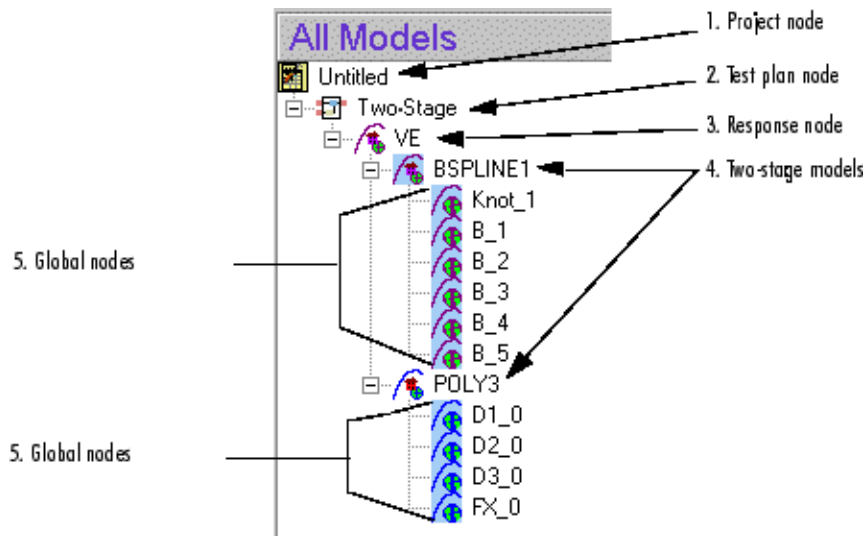 All Models
1. Project node
Untitled
2. Test plan node
Two-Stage
3. Response node
VE
4. Two-stage models
BSPLINE1
Knot_1
B_1
5. Global nodes
B_2
B_3
B_4
B_5
POLY3
D1_0
5. Global nodes
D2_0
D3_0
FX_0